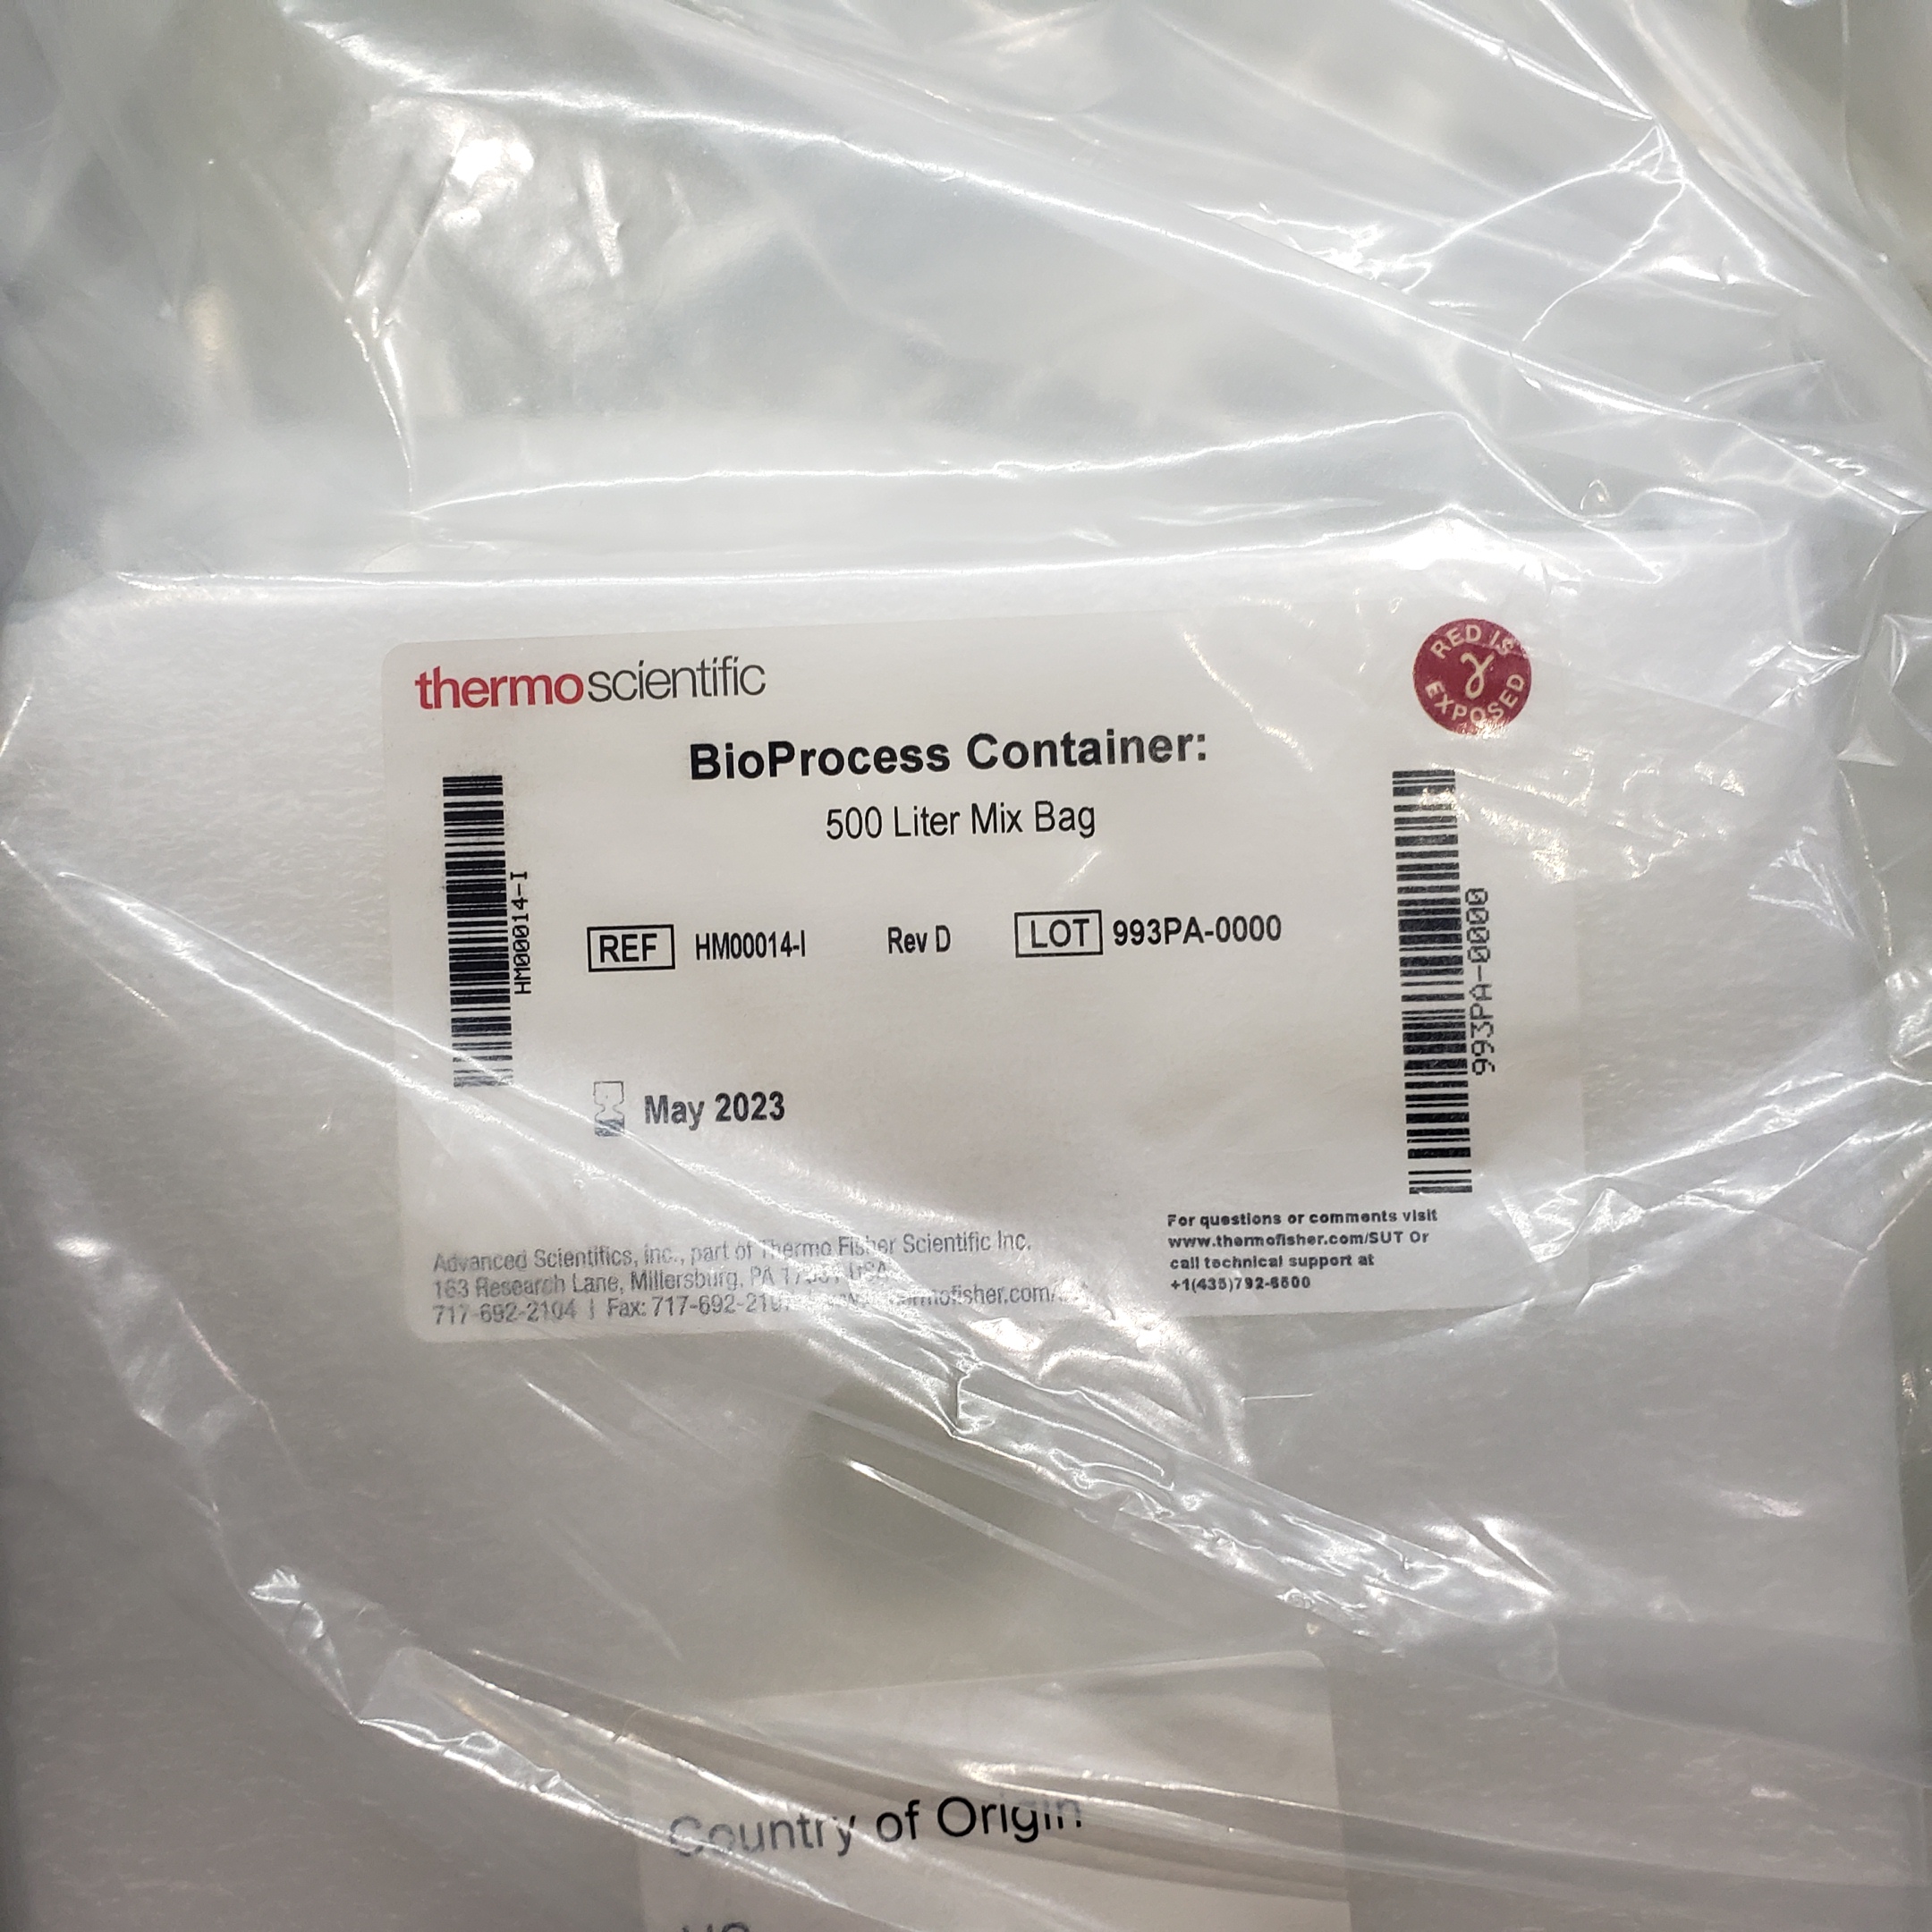 thermo scientific
RED IS
γ
EXPOSED
BioProcess Container:
500 Liter Mix Bag
HM00014-I
REF HM00014-I Rev D LOT 993PA-0000
993PA-0000
May 2023
Advanced Scientifics, Inc., part of Thermo Fisher Scientific Inc.
163 Research Lane, Millersburg, PA
717-692-2104 | Fax:
For questions or comments visit
www.thermofisher.com/SUT Or
call technical support at
+1(435)792-8500
Country of Origin